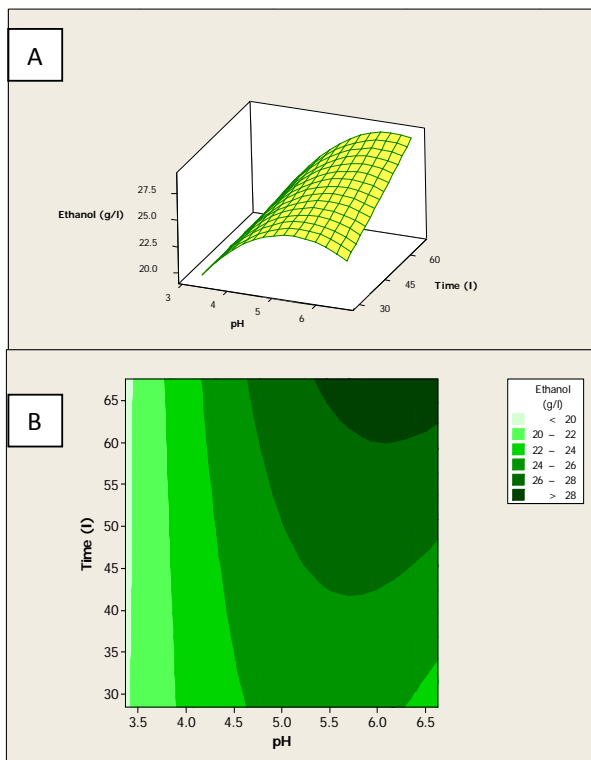 A
27.5
Ethanol (g/l)
25.0
22.5
20.0
3
4
5
6
pH
60
45
30
Time (I)
B
Time (I)
65
60
55
50
45
40
35
30
3.5 4.0 4.5 5.0 5.5 6.0 6.5
pH
Ethanol
(g/l)
< 20
20 – 22
22 – 24
24 – 26
26 – 28
> 28